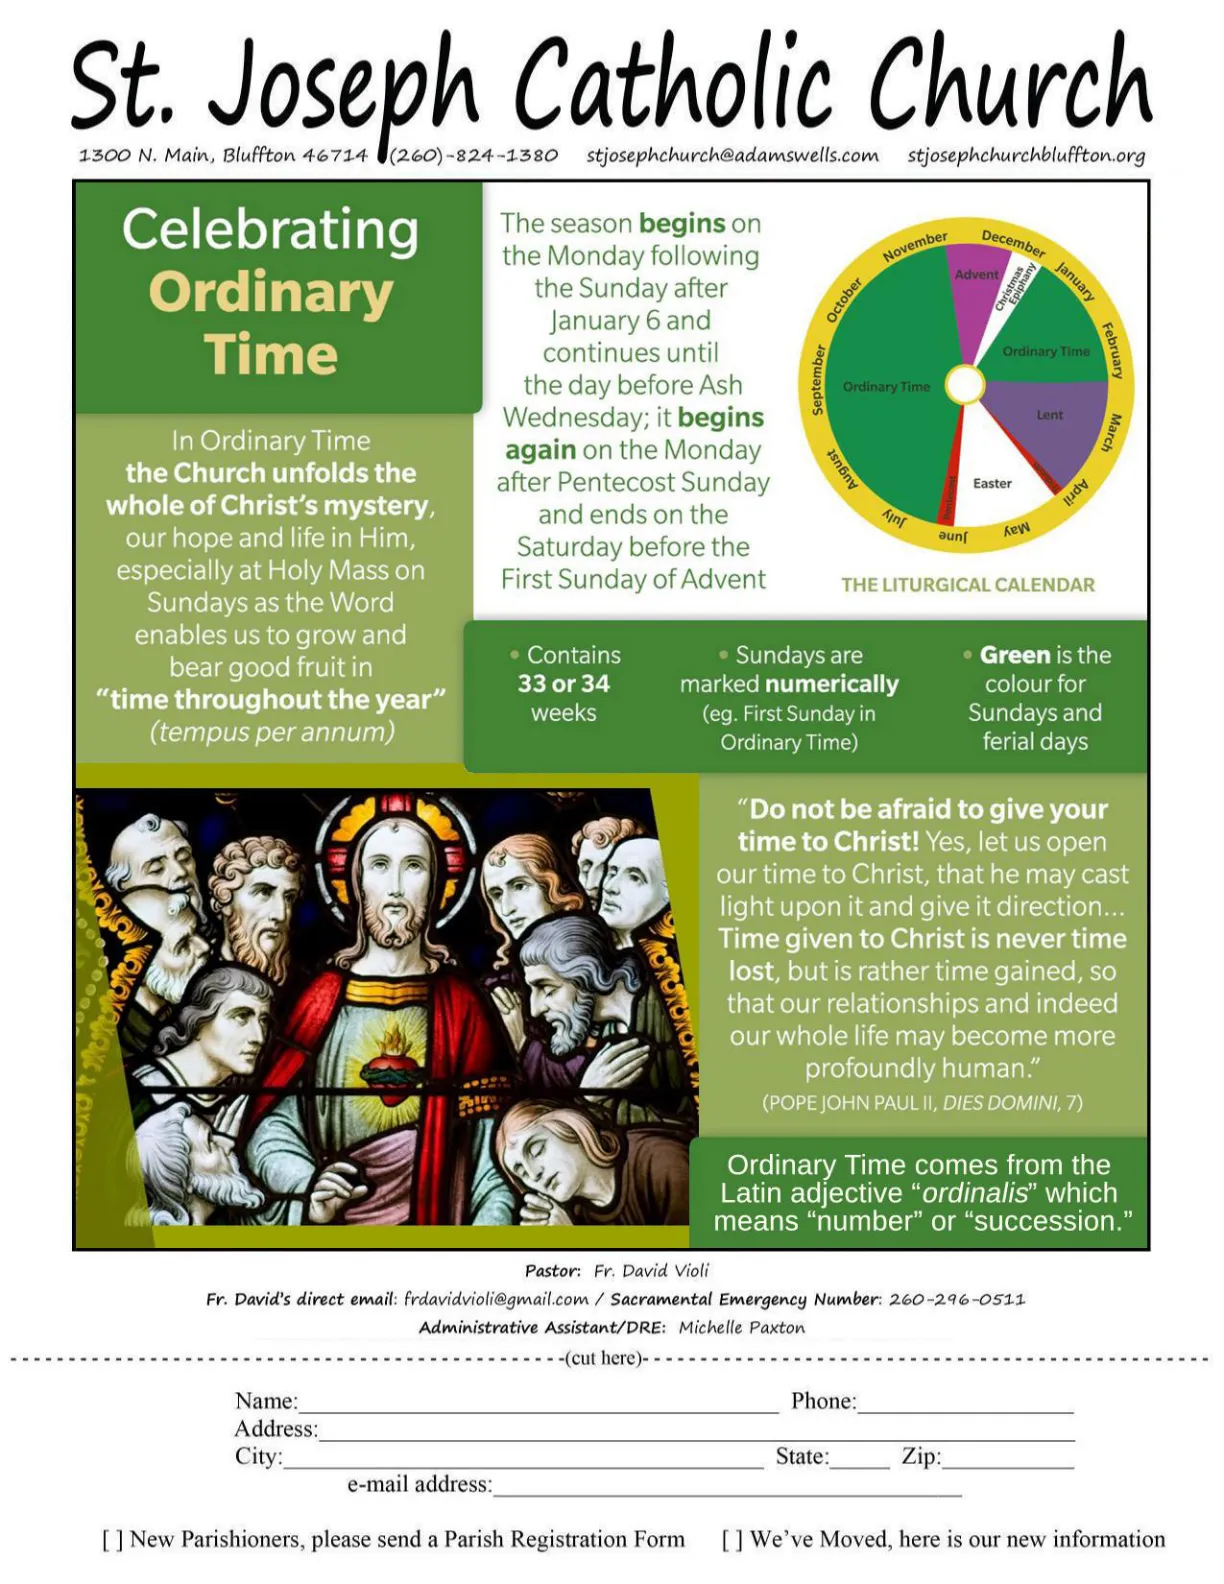 St. Joseph Catholic Church
1300 N. Main, Bluffton 46714 (260)-824-1380 stjosephchurch@adamswells.com stjosephchurchbluffton.org
Celebrating
Ordinary
Time
In Ordinary Time
the Church unfolds the
whole of Christ's mystery,
our hope and life in Him,
especially at Holy Mass on
Sundays as the Word
enables us to grow and
bear good fruit in
“time throughout the year”
(tempus per annum)
The season begins on
the Monday following
the Sunday after
January 6 and
continues until
the day before Ash
Wednesday; it begins
again on the Monday
after Pentecost Sunday
and ends on the
Saturday before the
First Sunday of Advent
November
December
January
February
March
April
May
June
July
August
September
October
Advent
Christmas
Epiphany
Ordinary Time
Lent
Easter
Pentecost
Ordinary Time
THE LITURGICAL CALENDAR
• Contains
33 or 34
weeks
• Sundays are
marked numerically
(eg. First Sunday in
Ordinary Time)
• Green is the
colour for
Sundays and
ferial days
“Do not be afraid to give your
time to Christ! Yes, let us open
our time to Christ, that he may cast
light upon it and give it direction...
Time given to Christ is never time
lost, but is rather time gained, so
that our relationships and indeed
our whole life may become more
profoundly human.”
(POPE JOHN PAUL II, DIES DOMINI, 7)
Ordinary Time comes from the
Latin adjective “ordinalis” which
means “number” or “succession.”
Pastor: Fr. David Violi
Fr. David's direct email: frdavidvioli@gmail.com / Sacramental Emergency Number: 260-296-0511
Administrative Assistant/DRE: Michelle Paxton
(cut here)
Name: Phone:
Address:
City: State: Zip:
e-mail address:
[ ] New Parishioners, please send a Parish Registration Form [ ] We've Moved, here is our new information